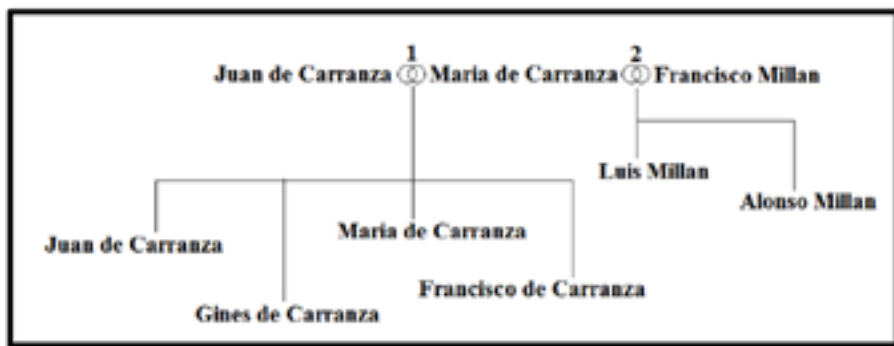 1 2
Juan de Carranza Maria de Carranza Francisco Millan
Luis Millan
Alonso Millan
Maria de Carranza
Juan de Carranza
Francisco de Carranza
Gines de Carranza